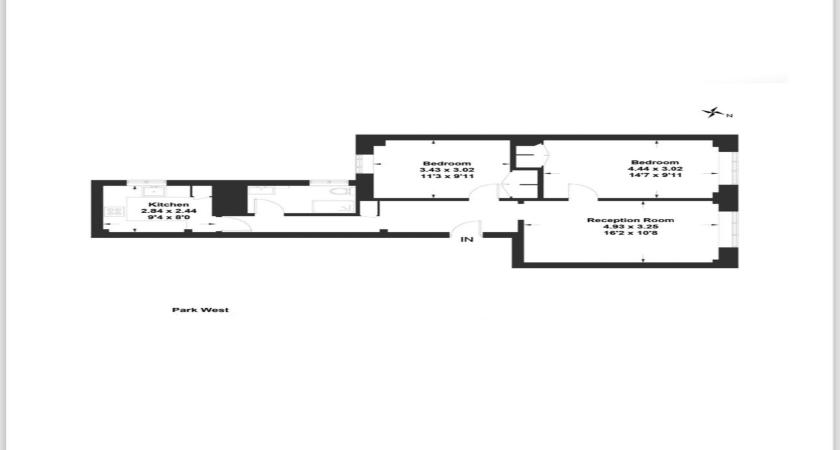 N
Bedroom
3.43 x 3.02
11'3 x 9'11
Bedroom
4.44 x 3.02
14'7 x 9'11
Kitchen
2.84 x 2.44
9'4 x 8'0
Reception Room
4.93 x 3.25
16'2 x 10'8
IN
Park West